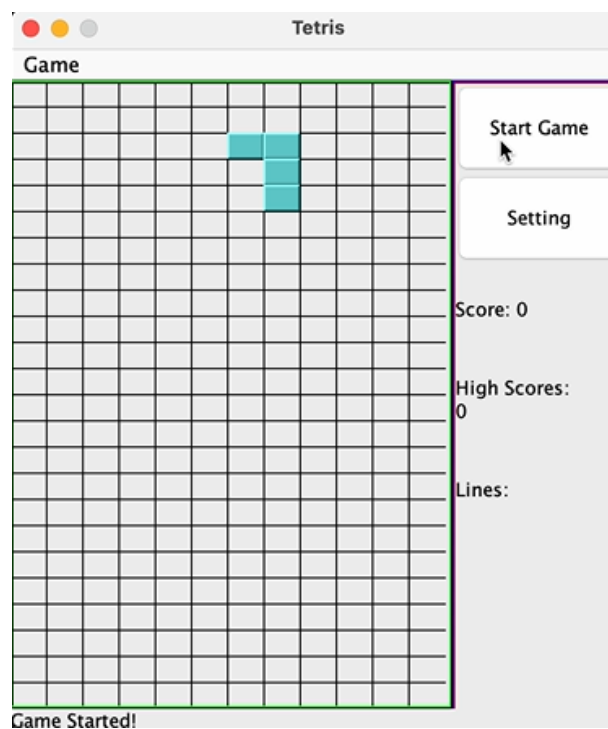 Tetris
Game
Start Game
Setting
Score: 0
High Scores:
0
Lines:
Game Started!